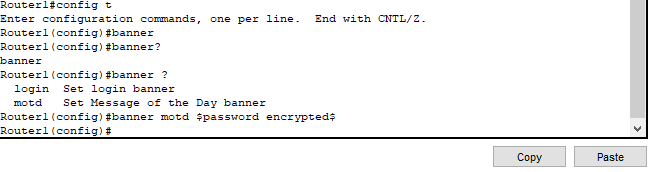 Router1#config t
Enter configuration commands, one per line.  End with CNTL/Z.
Router1(config)#banner
Router1(config)#banner?
banner
Router1(config)#banner ?
  login  Set login banner
  motd   Set Message of the Day banner
Router1(config)#banner motd $password encrypted$
Router1(config)#
Copy
Paste